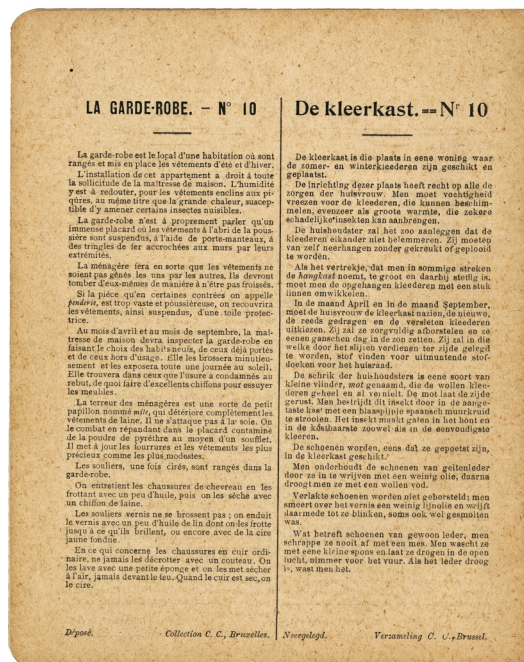 LA GARDE-ROBE. – N° 10
La garde-robe est le local d'une habitation où sont
rangés et mis en place les vêtements d'été et d'hiver.
L'installation de cet appartement a droit à toute
la sollicitude de la maîtresse de maison. L'humidité
y est à redouter, pour les vêtements enclins aux pi-
qûres, au même titre que la grande chaleur, suscep-
tible d'y amener certains insectes nuisibles.
La garde-robe n'est à proprement parler qu'un
immense placard où les vêtements à l'abri de la pous-
sière sont suspendus, à l'aide de porte-manteaux, à
des tringles de fer accrochées aux murs par leurs
extrémités.
La ménagère fera en sorte que les vêtements ne
soient pas gênés les uns par les autres, ils devront
tomber d'eux-mêmes de manière à n'être pas froissés.
Si la pièce qu'en certaines contrés on appelle
penderie, est trop vaste et poussiéreuse, on recouvrira
les vêtements, ainsi suspendus, d'une toile protec-
trice.
Au mois d'avril et au mois de septembre, la maî-
tresse de maison devra inspecter la garde-robe en
faisant le choix des habits neufs, de ceux déjà portés
et de ceux hors d'usage. Elle les brossera minutieu-
sement et les exposera toute une journée au soleil.
Elle trouvera dans ceux que l'usure a condamnés au
rebut, de quoi faire d'excellents chiffons pour essuyer
les meubles.
La terreur des ménagères est une sorte de petit
papillon nommé mite, qui détériore complètement les
vêtements de laine. Il ne s'attaque pas à la soie. On
le combat en répandant dans le placard contaminé
de la poudre de pyrèthre au moyen d'un soufflet.
Il met à jour les fourrures et les vêtements les plus
précieux comme les plus modestes.
Les souliers, une fois cirés, sont rangés dans la
garde-robe.
On entretient les chaussures de chevreau en les
frottant avec un peu d'huile, puis on les sèche avec
un chiffon de laine.
Les souliers vernis ne se brossent pas ; on enduit
le vernis avec un peu d'huile de lin dont on les frotte
jusqu'à ce qu'ils brillent, ou encore avec de la cire
jaune fondue.
En ce qui concerne les chaussures en cuir ordi-
naire, ne jamais les décrotter avec un couteau. On
les lave avec une petite éponge et on les met sécher
à l'air, jamais devant le feu. Quand le cuir est sec, on
le cire.
Déposé. Collection C. C., Bruxelles.
De kleerkast. == Nr 10
De kleerkast is die plaats in eene woning waar
de zomer- en winterkleederen zijn geschikt en
geplaatst.
De inrichting dezer plaats heeft recht op alle de
zorgen der huisvrouw. Men moet vochtigheid
vreezen voor de kleederen, die kunnen beschim-
melen, evenzeer als groote warmte, die zekere
schadelijke insekten kan aanbrengen.
De huishoudster zal het zoo aanleggen dat de
kleederen elkander niet belemmeren. Zij moeten
van zelf neerhangen zonder gekreukt of geplooid
te worden.
Als het vertrekje, dat men in sommige streken
de hangkast noemt, te groot en daarbij stoffig is,
moet men de opgehangen kleederen met een stuk
linnen omwikkelen.
In de maand April en in de maand September,
moet de huisvrouw de kleerkast nazien, de nieuwe,
de reeds gedragen en de versleten kleederen
uitkiezen. Zij zal ze zorgvuldig afborstelen en ze
eenen ganschen dag in de zon zetten. Zij zal in die
welke door het slijten verdienen ter zijde gelegd
te worden, stof vinden voor uitmuntende stof-
doeken voor het huisraad.
De schrik der huishoudsters is eene soort van
kleine vlinder, mot genaamd, die de wollen klee-
deren geheel en al vernielt. De mot laat de zijde
gerust. Men bestrijdt dit insekt door in de aange-
taste kast met een blaaspijpje spaansch muurkruid
te strooien. Het insekt maakt gaten in het bont en
in de kostbaarste zoowel als in de eenvoudigste
kleeren.
De schoenen worden, eens dat ze gepoetst zijn,
in de kleerkast geschikt.
Men onderhoudt de schoenen van geitenleder
door ze in te wrijven met een weinig olie, daarna
droogt men ze met een wollen vod.
Verlakte schoenen worden niet geborsteld; men
smeert over het vernis een weinig lijnolie en wrijft
daarmede tot ze blinken, soms ook wel gesmolten
was.
Wat betreft schoenen van gewoon leder, men
schrappe ze nooit af met een mes. Men wascht ze
met eene kleine spons en laat ze drogen in de open
lucht, nimmer voor het vuur. Als het leder droog
is, wast men het.
Neergelegd. Verzameling C. C., Brussel.